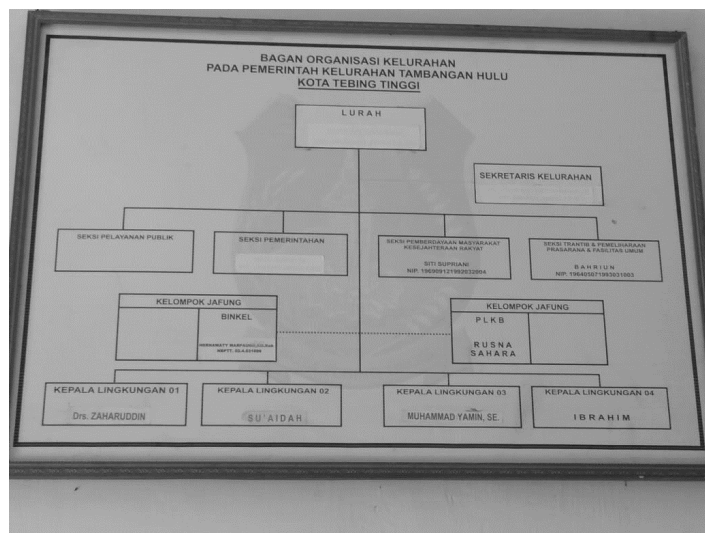 BAGAN ORGANISASI KELURAHAN
PADA PEMERINTAH KELURAHAN TAMBANGAN HULU
KOTA TEBING TINGGI
LURAH
SEKRETARIS KELURAHAN
SEKSI PELAYANAN PUBLIK
SEKSI PEMERINTAHAN
SEKSI PEMBERDAYAAN MASYARAKAT
KESEJAHTERAAN RAKYAT
SITI SUPRIANI
NIP. 196909121992032004
SEKSI TRANTIB & PEMELIHARAAN
PRASARANA & FASILITAS UMUM
BAHRIUN
KELOMPOK JAFUNG
BINKEL
KELOMPOK JAFUNG
PLKB
RUSNA
SAHARA
KEPALA LINGKUNGAN 01
Drs. ZAHARUDDIN
KEPALA LINGKUNGAN 02
SU'AIDAH
KEPALA LINGKUNGAN 03
MUHAMMAD YAMIN, SE.
KEPALA LINGKUNGAN 04
IBRAHIM